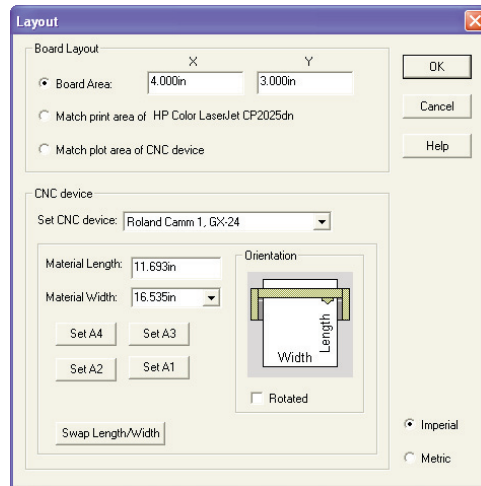 Layout
Board Layout
X Y
Board Area: 4.000in 3.000in
Match print area of HP Color LaserJet CP2025dn
Match plot area of CNC device
OK
Cancel
Help
CNC device
Set CNC device: Roland Camm 1, GX-24
Material Length: 11.693in
Material Width: 16.535in
Set A4 Set A3
Set A2 Set A1
Swap Length/Width
Orientation
Width Length
Rotated
Imperial
Metric